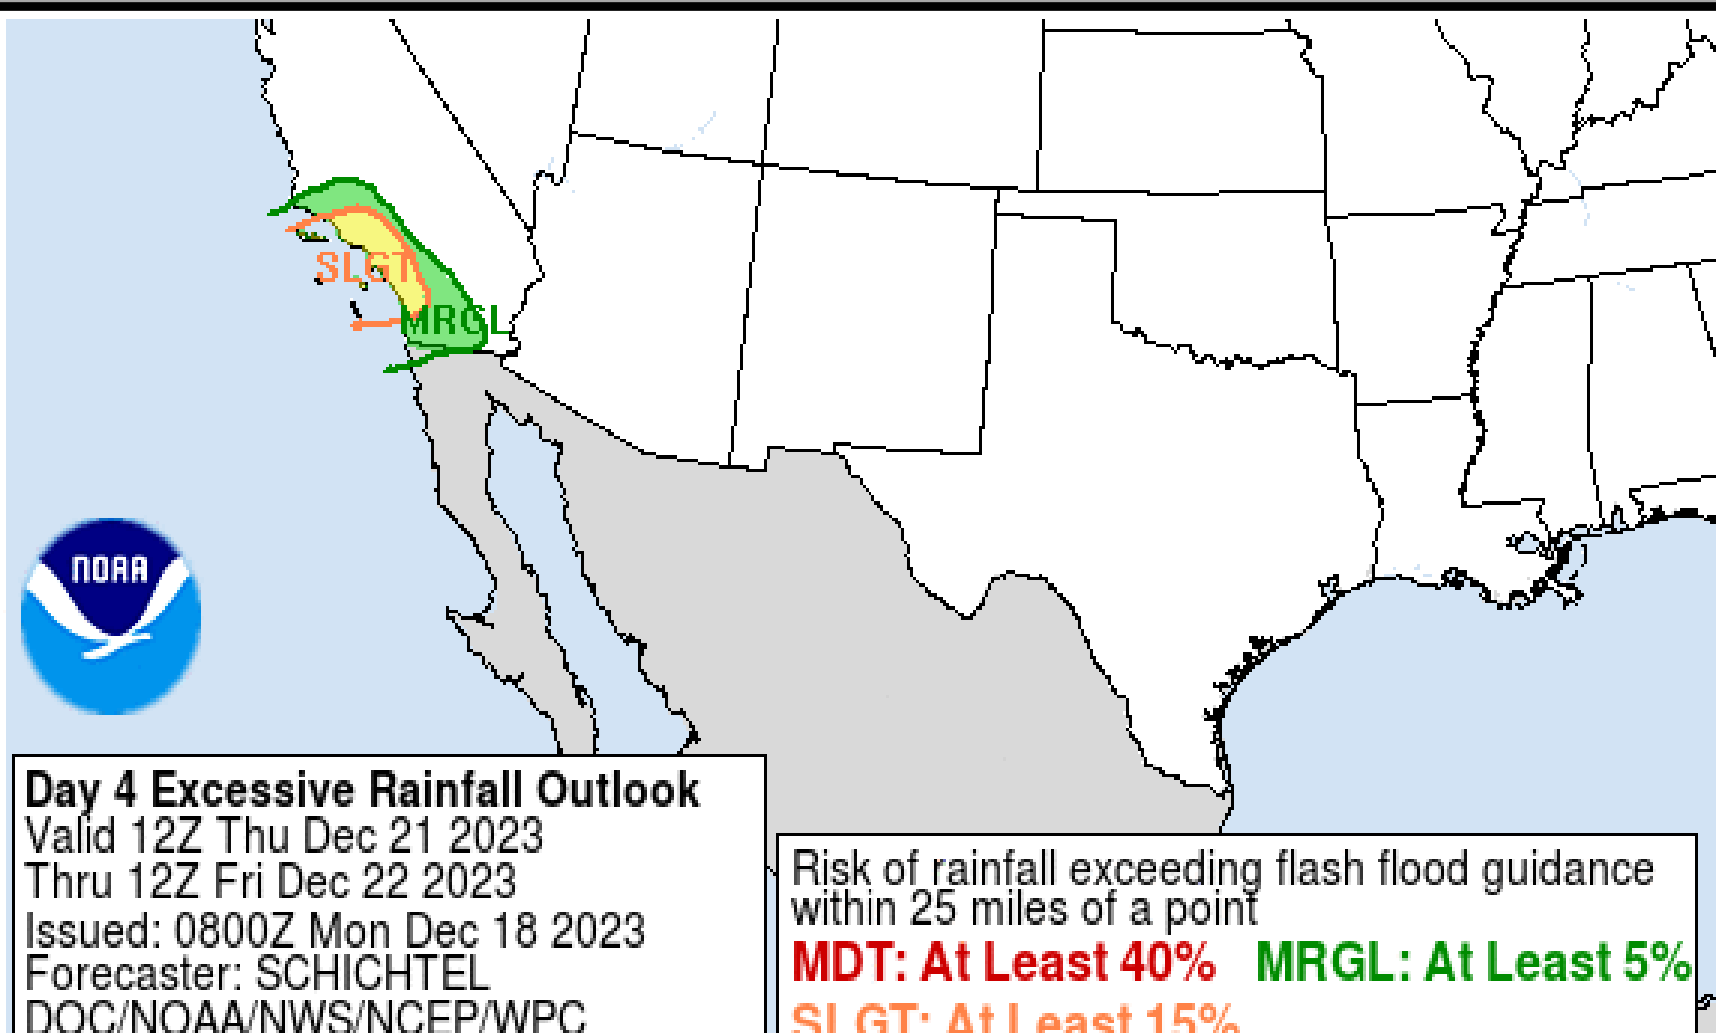 SLGT
MRGL
NOAA
Day 4 Excessive Rainfall Outlook
Valid 12Z Thu Dec 21 2023
Thru 12Z Fri Dec 22 2023
Issued: 0800Z Mon Dec 18 2023
Forecaster: SCHICHTEL
DOC/NOAA/NWS/NCEP/WPC
Risk of rainfall exceeding flash flood guidance
within 25 miles of a point
MDT: At Least 40% MRGL: At Least 5%
SLGT: At Least 15%